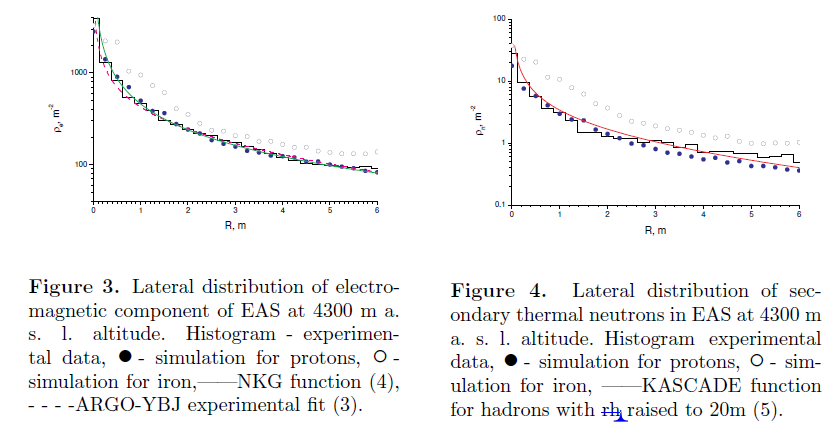 1000
100
0
1
2
3
4
5
6
ρe, m-2
R, m
100
10
1
0.1
0
1
2
3
4
5
6
ρn, m-2
R, m
Figure 3. Lateral distribution of electro-
magnetic component of EAS at 4300 m a.
s. l. altitude. Histogram - experimen-
tal data, ● - simulation for protons, ○ -
simulation for iron,——NKG function (4),
- - - -ARGO-YBJ experimental fit (3).
Figure 4. Lateral distribution of sec-
ondary thermal neutrons in EAS at 4300 m
a. s. l. altitude. Histogram experimental
data, ● - simulation for protons, ○ - sim-
ulation for iron, ——KASCADE function
for hadrons with rh raised to 20m (5).